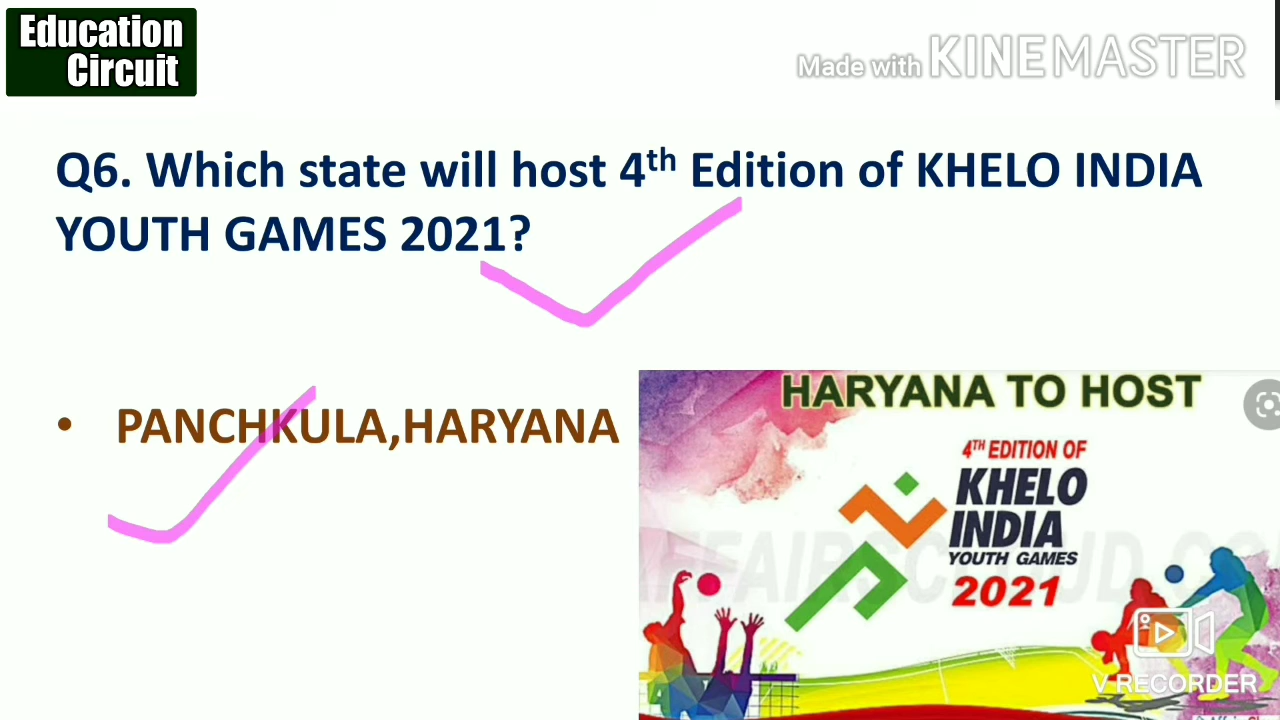 Education
Circuit
Made with KINEMASTER
Q6. Which state will host 4th Edition of KHELO INDIA
YOUTH GAMES 2021?
• PANCHKULA,HARYANA
HARYANA TO HOST
4TH EDITION OF
KHELO
INDIA
YOUTH GAMES
2021
V RECORDER